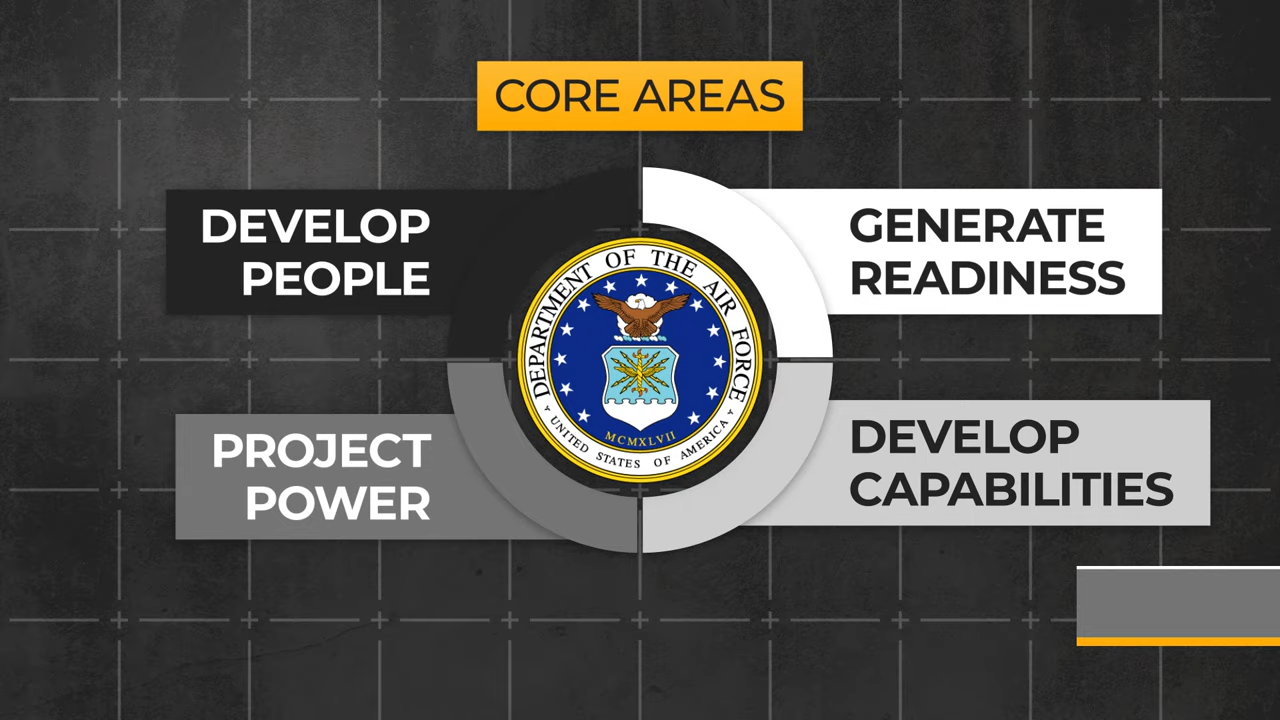 CORE AREAS
DEVELOP
PEOPLE
GENERATE
READINESS
DEPARTMENT OF THE AIR FORCE
MCMXLVII
UNITED STATES OF AMERICA
PROJECT
POWER
DEVELOP
CAPABILITIES